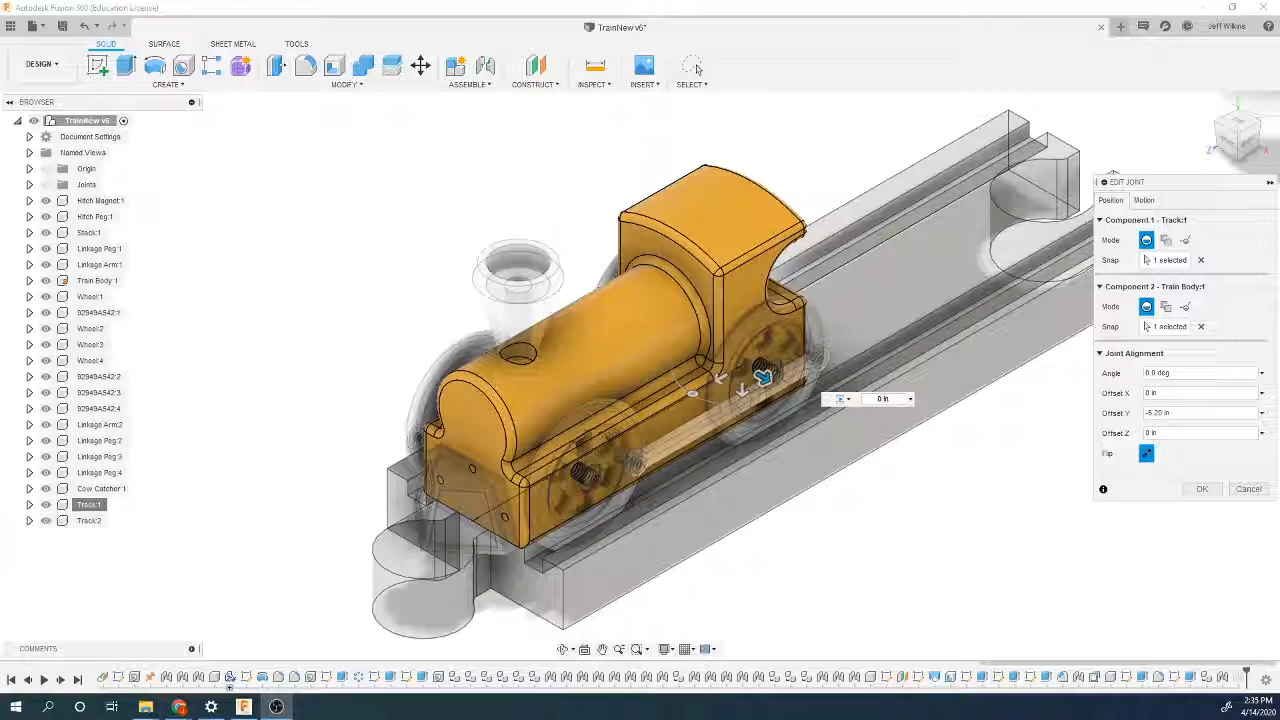 Autodesk Fusion 360 (Education License)
TrainNew v6*
Jeff Wilkins
SOLID SURFACE SHEET METAL TOOLS
DESIGN
CREATE MODIFY ASSEMBLE CONSTRUCT INSPECT INSERT SELECT
BROWSER
TrainNew v6
Document Settings
Named Views
Origin
Joints
Hitch Magnet:1
Hitch Peg:1
Stack:1
Linkage Peg:1
Linkage Arm:1
Train Body:1
Wheel:1
92949A542:1
Wheel:2
Wheel:3
Wheel:4
92949A542:2
92949A542:3
92949A542:4
Linkage Arm:2
Linkage Peg:2
Linkage Peg:3
Linkage Peg:4
Cow Catcher:1
Track:1
Track:2
0 in
EDIT JOINT
Position Motion
Component 1 - Track:1
Mode
Snap 1 selected
Component 2 - Train Body:1
Mode
Snap 1 selected
Joint Alignment
Angle 0.0 deg
Offset X 0 in
Offset Y -5.20 in
Offset Z 0 in
Flip
OK Cancel
COMMENTS
2:35 PM
4/14/2020